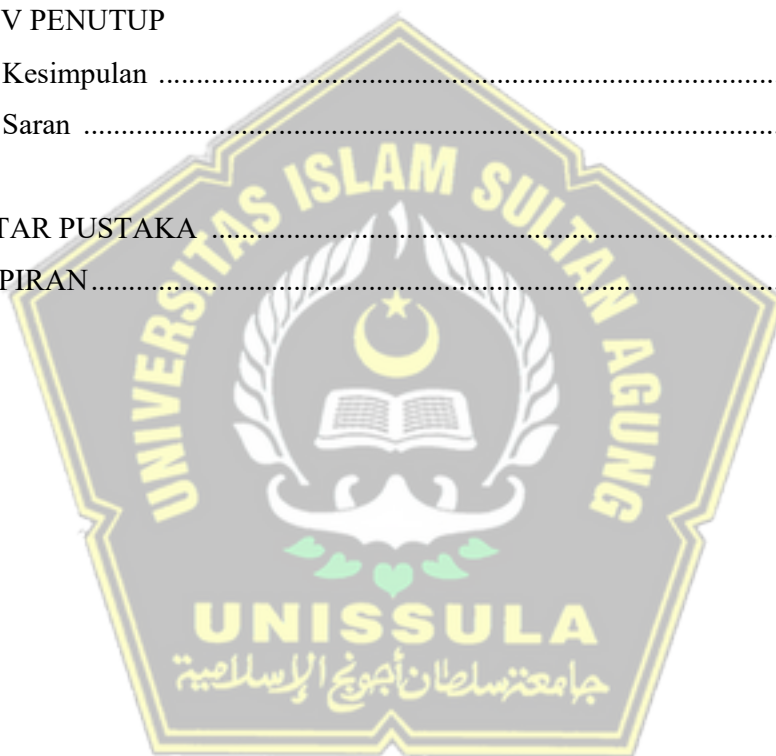 V PENUTUP
Kesimpulan ................................................................................
Saran ..........................................................................................
TAR PUSTAKA ..........................................................................
PIRAN.........................................................................................
UNIVERSITAS ISLAM SULTAN AGUNG
UNISSULA
جامعة سلطان أجونج الإسلامية